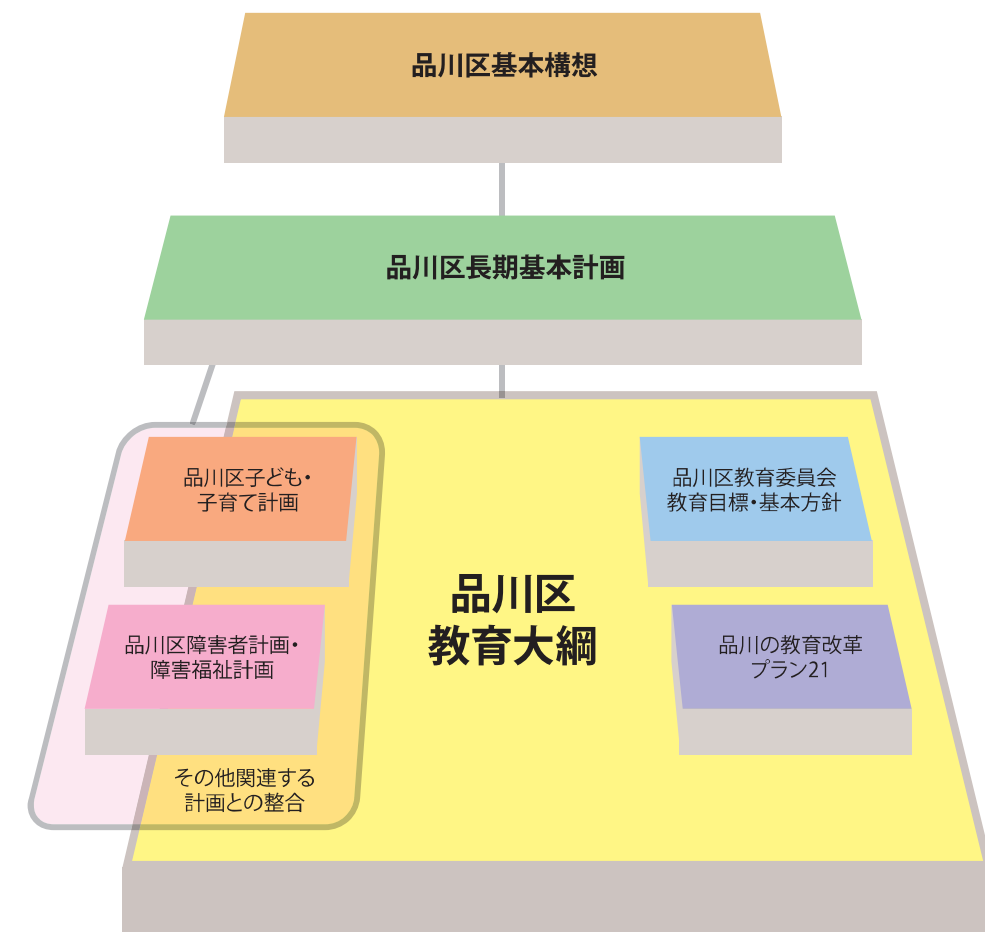 品川区基本構想
品川区長期基本計画
品川区子ども・
子育て計画
品川区障害者計画・
障害福祉計画
その他関連する
計画との整合
品川区
教育大綱
品川区教育委員会
教育目標・基本方針
品川の教育改革
プラン21